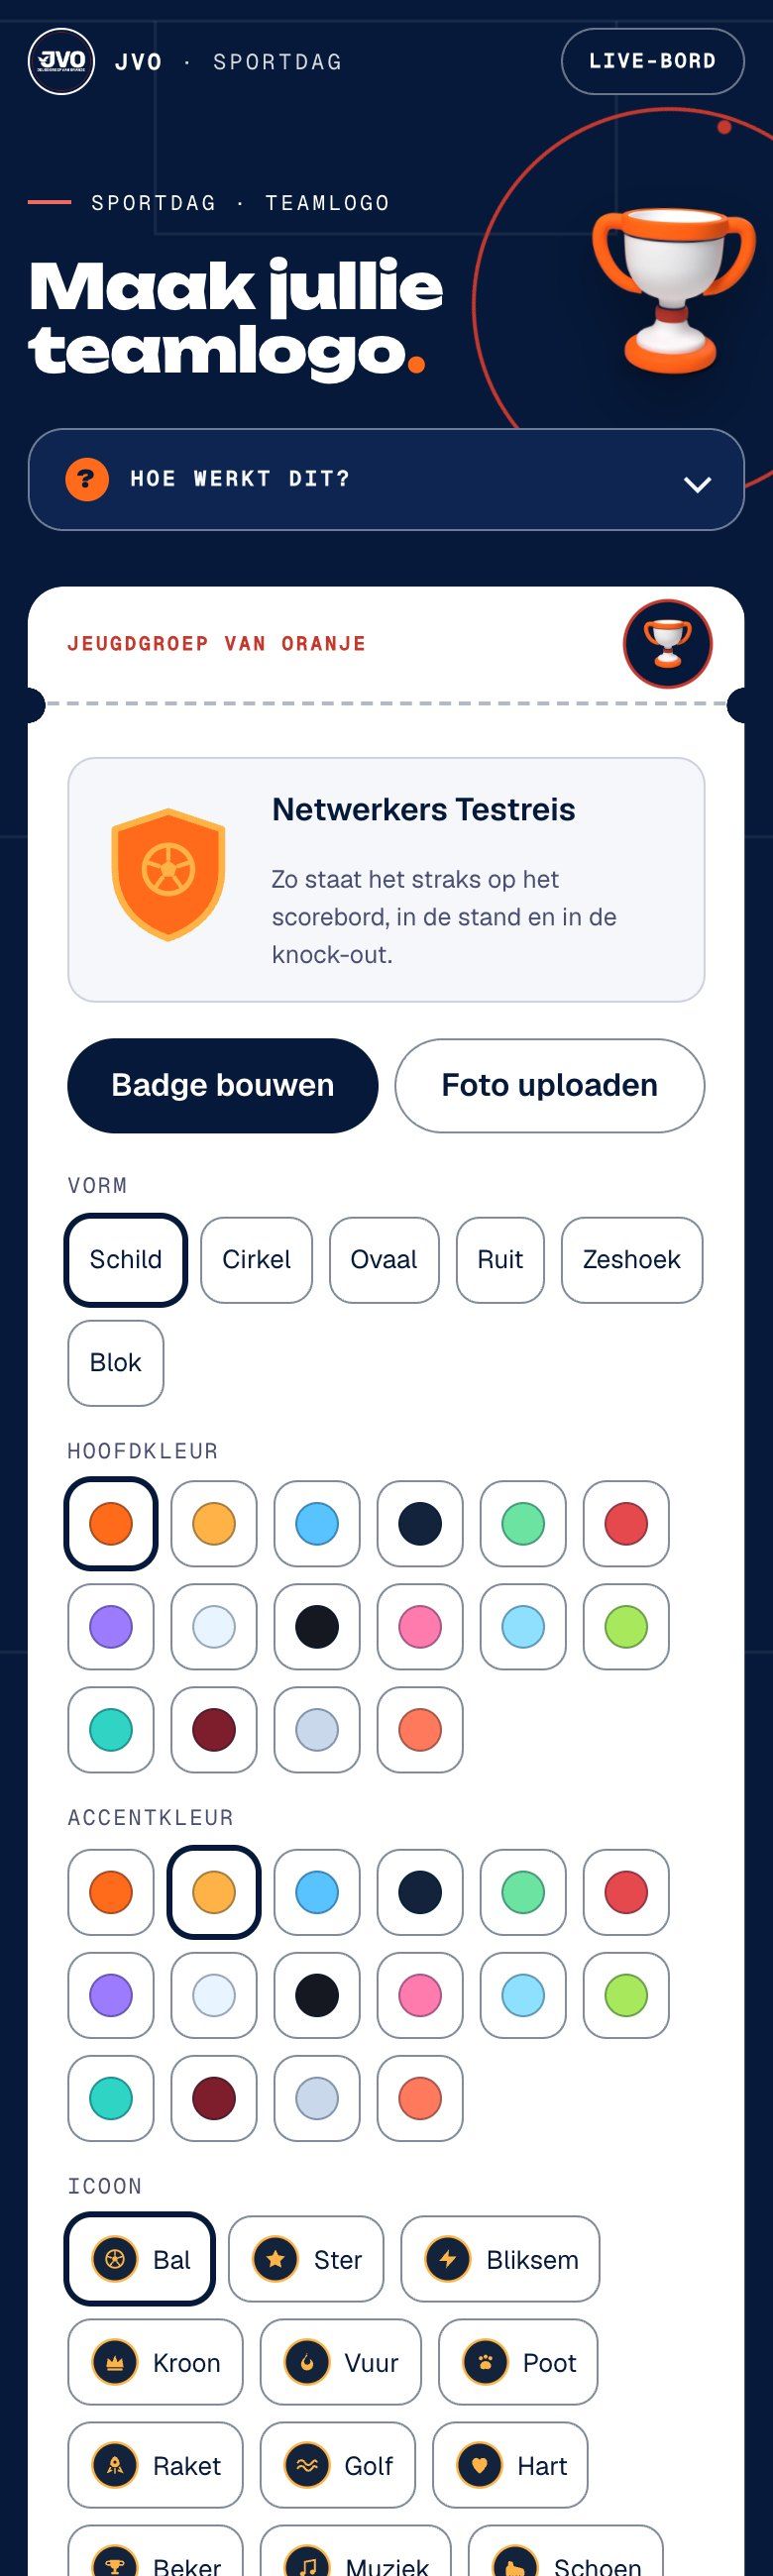 JVO
JVO · SPORTDAG
LIVE-BORD
SPORTDAG · TEAMLOGO
Maak jullie
teamlogo.
?
HOE WERKT DIT?
JEUGDGROEP VAN ORANJE
Netwerkers Testreis
Zo staat het straks op het
scorebord, in de stand en in de
knock-out.
Badge bouwen
Foto uploaden
VORM
Schild
Cirkel
Ovaal
Ruit
Zeshoek
Blok
HOOFDKLEUR
ACCENTKLEUR
ICOON
Bal
Ster
Bliksem
Kroon
Vuur
Poot
Raket
Golf
Hart
Beker
Muziek
Schoen